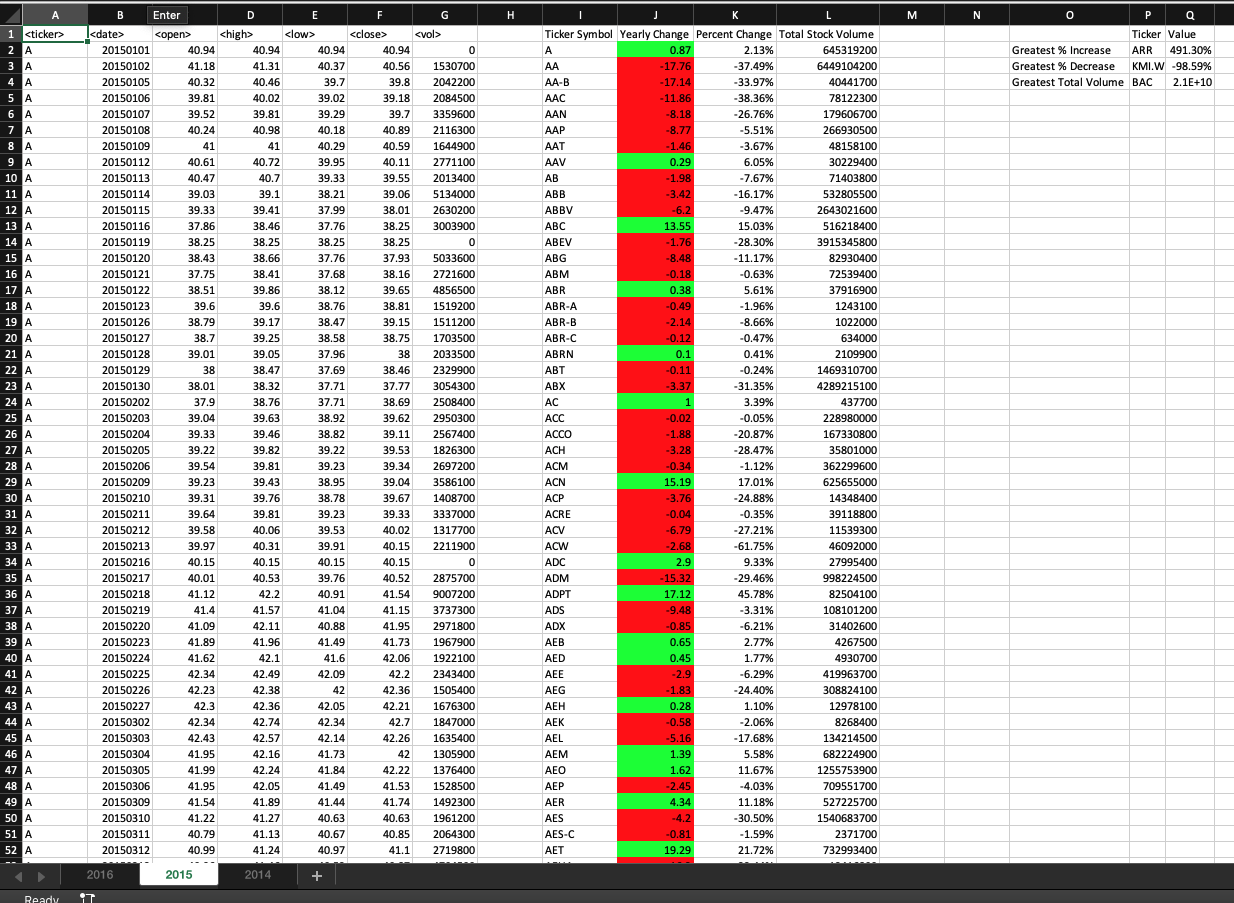 A B Enter D E F G H I J K L M N O P Q
1 <ticker> <date> <open> <high> <low> <close> <vol> Ticker Symbol Yearly Change Percent Change Total Stock Volume Ticker Value
2 A 20150101 40.94 40.94 40.94 40.94 0 A 0.87 2.13% 645319200 Greatest % Increase ARR 491.30%
3 A 20150102 41.18 41.31 40.37 40.56 1530700 AA -17.76 -37.49% 6449104200 Greatest % Decrease KMI.W -98.59%
4 A 20150105 40.32 40.46 39.7 39.8 2042200 AA-B -17.14 -33.97% 40441700 Greatest Total Volume BAC 2.1E+10
5 A 20150106 39.81 40.02 39.02 39.18 2084500 AAC -11.86 -38.36% 78122300
6 A 20150107 39.52 39.81 39.29 39.7 3359600 AAN -8.18 -26.76% 179606700
7 A 20150108 40.24 40.98 40.18 40.89 2116300 AAP -8.77 -5.51% 266930500
8 A 20150109 41 41 40.29 40.59 1644900 AAT -1.46 -3.67% 48158100
9 A 20150112 40.61 40.72 39.95 40.11 2771100 AAV 0.29 6.05% 30229400
10 A 20150113 40.47 40.7 39.33 39.55 2013400 AB -1.98 -7.67% 71403800
11 A 20150114 39.03 39.1 38.21 39.06 5134000 ABB -3.42 -16.17% 532805500
12 A 20150115 39.33 39.41 37.99 38.01 2630200 ABBV -6.2 -9.47% 2643021600
13 A 20150116 37.86 38.46 37.76 38.25 3003900 ABC 13.55 15.03% 516218400
14 A 20150119 38.25 38.25 38.25 38.25 0 ABEV -1.76 -28.30% 3915345800
15 A 20150120 38.43 38.66 37.76 37.93 5033600 ABG -8.48 -11.17% 82930400
16 A 20150121 37.75 38.41 37.68 38.16 2721600 ABM -0.18 -0.63% 72539400
17 A 20150122 38.51 39.86 38.12 39.65 4856500 ABR 0.38 5.61% 37916900
18 A 20150123 39.6 39.6 38.76 38.81 1519200 ABR-A -0.49 -1.96% 1243100
19 A 20150126 38.79 39.17 38.47 39.15 1511200 ABR-B -2.14 -8.66% 1022000
20 A 20150127 38.7 39.25 38.58 38.75 1703500 ABR-C -0.12 -0.47% 634000
21 A 20150128 39.01 39.05 37.96 38 2033500 ABRN 0.1 0.41% 2109900
22 A 20150129 38 38.47 37.69 38.46 2329900 ABT -0.11 -0.24% 1469310700
23 A 20150130 38.01 38.32 37.71 37.77 3054300 ABX -3.37 -31.35% 4289215100
24 A 20150202 37.9 38.76 37.71 38.69 2508400 AC 1 3.39% 437700
25 A 20150203 39.04 39.63 38.92 39.62 2950300 ACC -0.02 -0.05% 228980000
26 A 20150204 39.33 39.46 38.82 39.11 2567400 ACCO -1.88 -20.87% 167330800
27 A 20150205 39.22 39.82 39.22 39.53 1826300 ACH -3.28 -28.47% 35801000
28 A 20150206 39.54 39.81 39.23 39.34 2697200 ACM -0.34 -1.12% 362299600
29 A 20150209 39.23 39.43 38.95 39.04 3586100 ACN 15.19 17.01% 625655000
30 A 20150210 39.31 39.76 38.78 39.67 1408700 ACP -3.76 -24.88% 14348400
31 A 20150211 39.64 39.81 39.23 39.33 3337000 ACRE -0.04 -0.35% 39118800
32 A 20150212 39.58 40.06 39.53 40.02 1317700 ACV -6.79 -27.21% 11539300
33 A 20150213 39.97 40.31 39.91 40.15 2211900 ACW -2.68 -61.75% 46092000
34 A 20150216 40.15 40.15 40.15 40.15 0 ADC 2.9 9.33% 27995400
35 A 20150217 40.01 40.53 39.76 40.52 2875700 ADM -15.32 -29.46% 998224500
36 A 20150218 41.12 42.2 40.91 41.54 9007200 ADPT 17.12 45.78% 82504100
37 A 20150219 41.4 41.57 41.04 41.15 3737300 ADS -9.48 -3.31% 108101200
38 A 20150220 41.09 42.11 40.88 41.95 2971800 ADX -0.85 -6.21% 31402600
39 A 20150223 41.89 41.96 41.49 41.73 1967900 AEB 0.65 2.77% 4267500
40 A 20150224 41.62 42.1 41.6 42.06 1922100 AED 0.45 1.77% 4930700
41 A 20150225 42.34 42.49 42.09 42.2 2343400 AEE -2.9 -6.29% 419963700
42 A 20150226 42.23 42.38 42 42.36 1505400 AEG -1.83 -24.40% 308824100
43 A 20150227 42.3 42.36 42.05 42.21 1676300 AEH 0.28 1.10% 12978100
44 A 20150302 42.34 42.74 42.34 42.7 1847000 AEK -0.58 -2.06% 8268400
45 A 20150303 42.43 42.57 42.14 42.26 1635400 AEL -5.16 -17.68% 134214500
46 A 20150304 41.95 42.16 41.73 42 1305900 AEM 1.39 5.58% 682224900
47 A 20150305 41.99 42.24 41.84 42.22 1376400 AEO 1.62 11.67% 1255753900
48 A 20150306 41.95 42.05 41.49 41.53 1528500 AEP -2.45 -4.03% 709551700
49 A 20150309 41.54 41.89 41.44 41.74 1492300 AER 4.34 11.18% 527225700
50 A 20150310 41.22 41.27 40.63 40.63 1961200 AES -4.2 -30.50% 1540683700
51 A 20150311 40.79 41.13 40.67 40.85 2064300 AES-C -0.81 -1.59% 2371700
52 A 20150312 40.99 41.24 40.97 41.1 2719800 AET 19.29 21.72% 732993400
2016 2015 2014 +
Ready